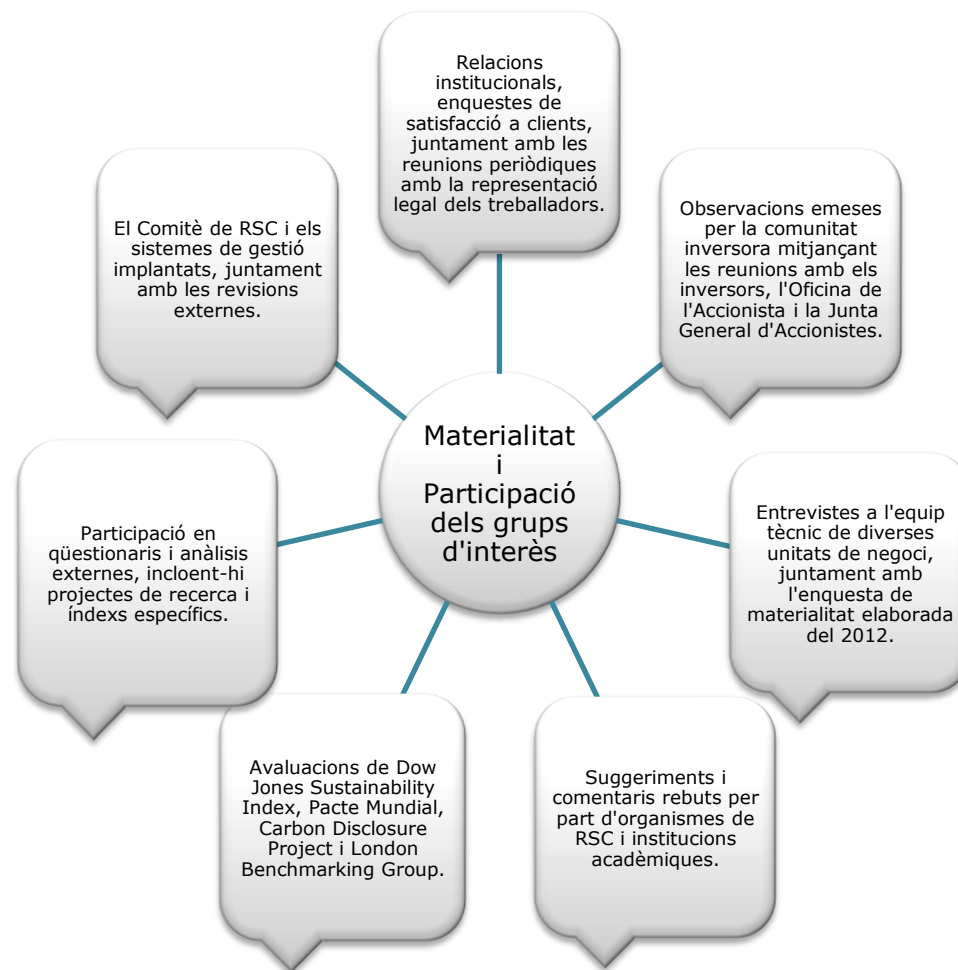 Relacions
institucionals,
enquestes de
satisfacció a clients,
juntament amb les
reunions periòdiques
amb la representació
legal dels treballadors.
Observacions emeses
per la comunitat
inversora mitjançant
les reunions amb els
inversors, l'Oficina de
l'Accionista i la Junta
General d'Accionistes.
Entrevistes a l'equip
tècnic de diverses
unitats de negoci,
juntament amb
l'enquesta de
materialitat elaborada
del 2012.
Suggeriments i
comentaris rebuts per
part d'organismes de
RSC i institucions
acadèmiques.
Avaluacions de Dow
Jones Sustainability
Index, Pacte Mundial,
Carbon Disclosure
Project i London
Benchmarking Group.
Participació en
qüestionaris i anàlisis
externes, incloent-hi
projectes de recerca i
índexs específics.
El Comitè de RSC i els
sistemes de gestió
implantats, juntament
amb les revisions
externes.
Materialitat
i
Participació
dels grups
d'interès